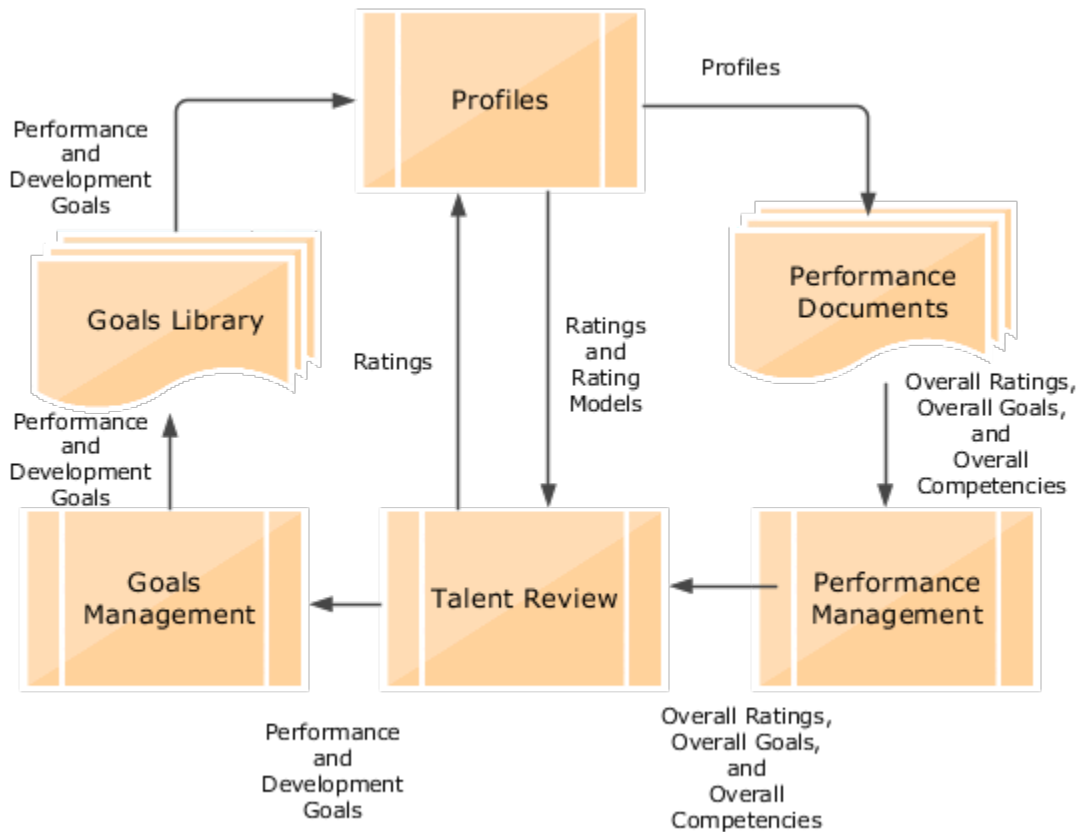 Profiles
Profiles
Performance
and
Development
Goals
Goals Library
Ratings
Ratings
and
Rating
Models
Performance
Documents
Overall Ratings,
Overall Goals,
and
Overall
Competencies
Performance
and
Development
Goals
Goals
Management
Talent Review
Performance
Management
Performance
and
Development
Goals
Overall Ratings,
Overall Goals,
and
Overall
Competencies